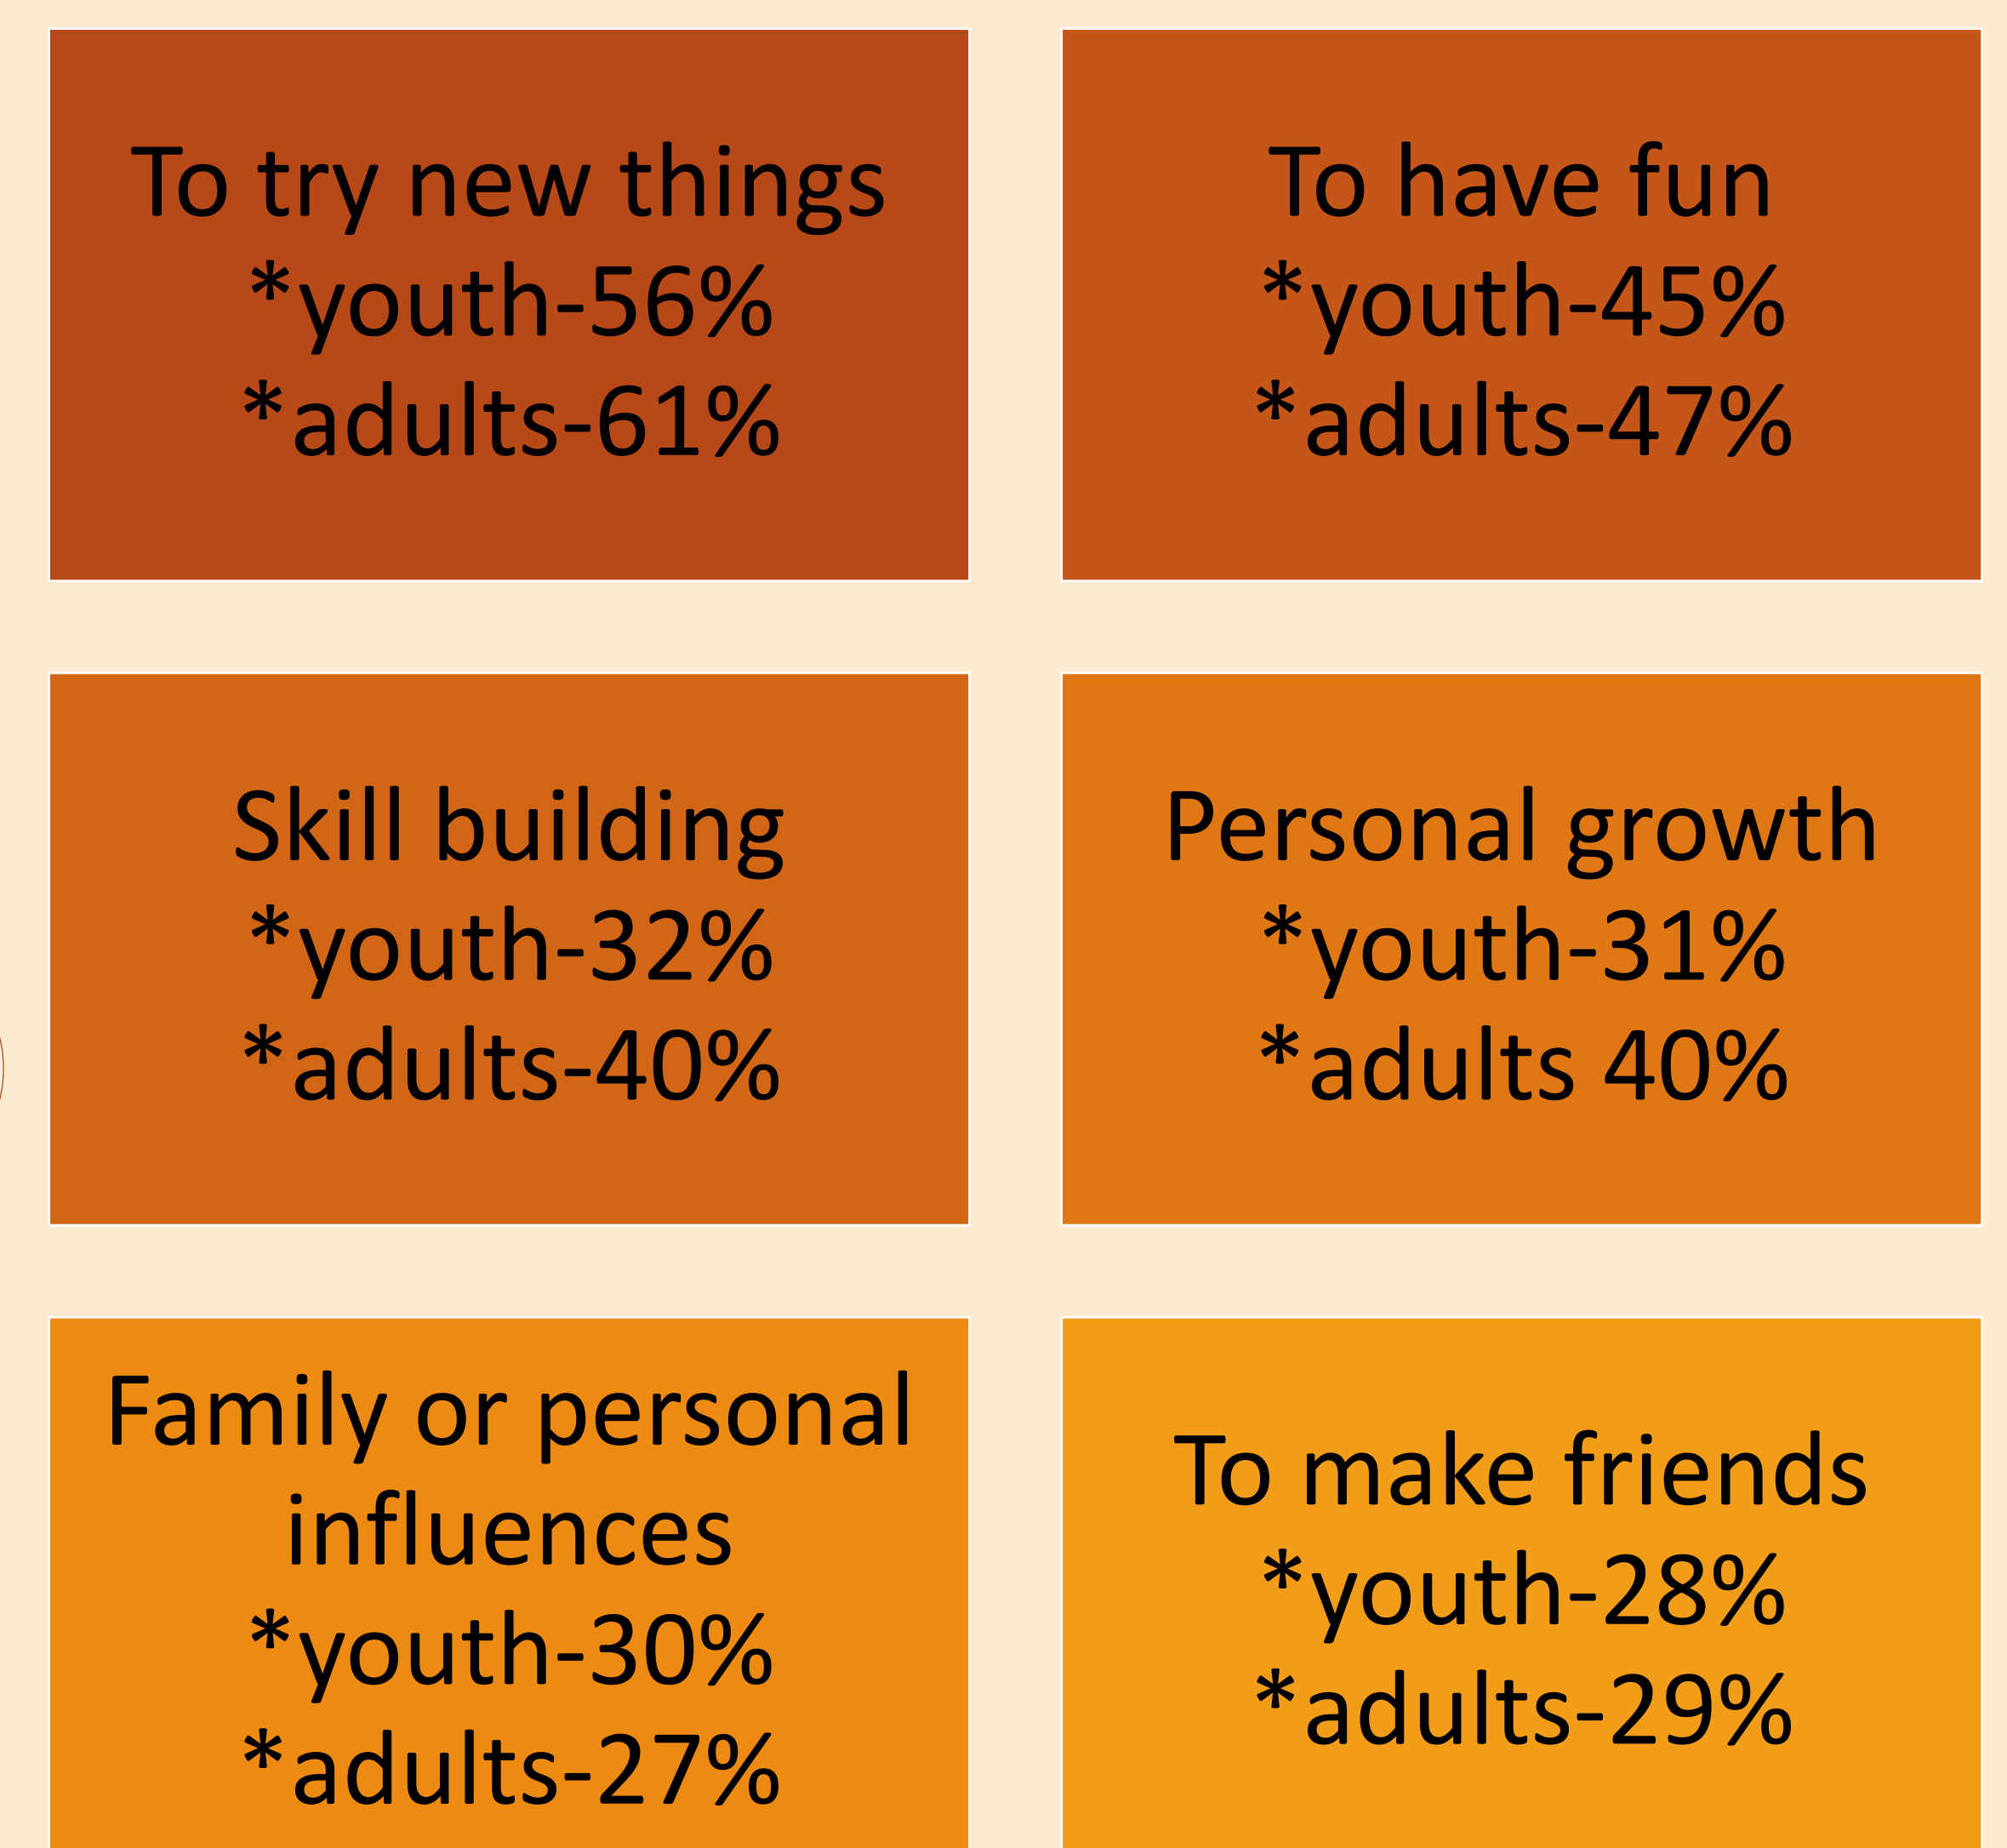 To try new things
*youth-56%
*adults-61%
To have fun
*youth-45%
*adults-47%
Skill building
*youth-32%
*adults-40%
Personal growth
*youth-31%
*adults 40%
Family or personal
influences
*youth-30%
*adults-27%
To make friends
*youth-28%
*adults-29%